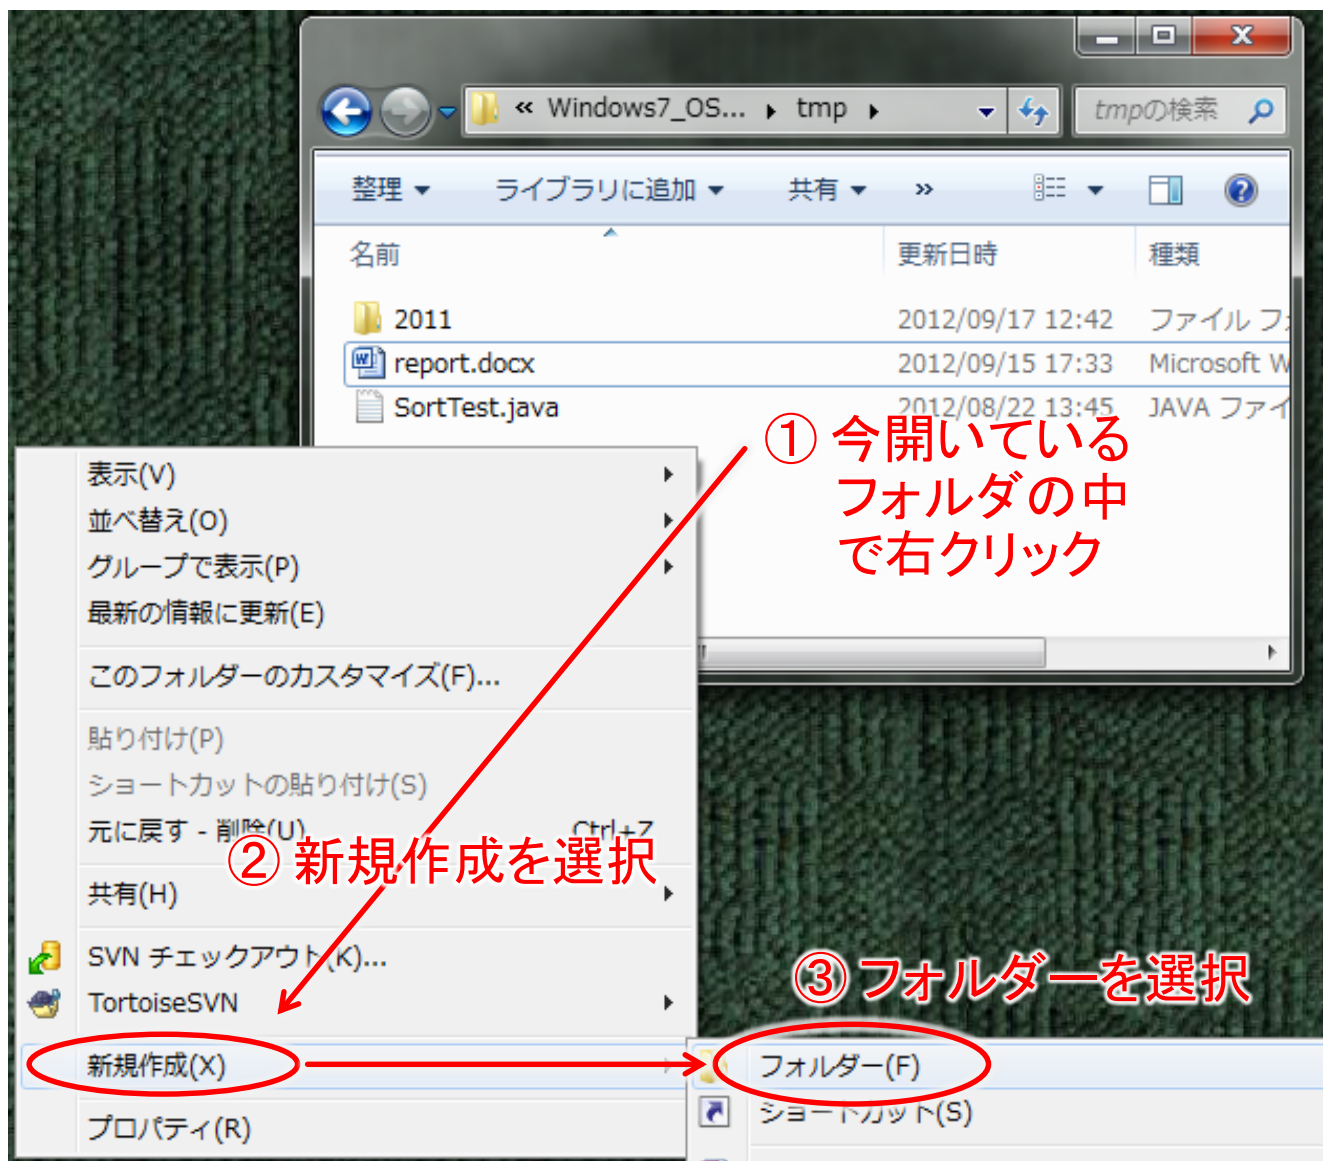 « Windows7_OS... ▸ tmp ▸
tmpの検索
整理 ▼ ライブラリに追加 ▼ 共有 ▼ »
名前 更新日時 種類
2011 2012/09/17 12:42 ファイル フ
report.docx 2012/09/15 17:33 Microsoft W
SortTest.java 2012/08/22 13:45 JAVA ファイ
① 今開いている
フォルダの中
で右クリック
表示(V)
並べ替え(O)
グループで表示(P)
最新の情報に更新(E)
このフォルダーのカスタマイズ(F)...
貼り付け(P)
ショートカットの貼り付け(S)
元に戻す - 削除(U) Ctrl+Z
② 新規作成を選択
共有(H)
SVN チェックアウト(K)...
TortoiseSVN
③ フォルダーを選択
新規作成(X)
フォルダー(F)
ショートカット(S)
プロパティ(R)